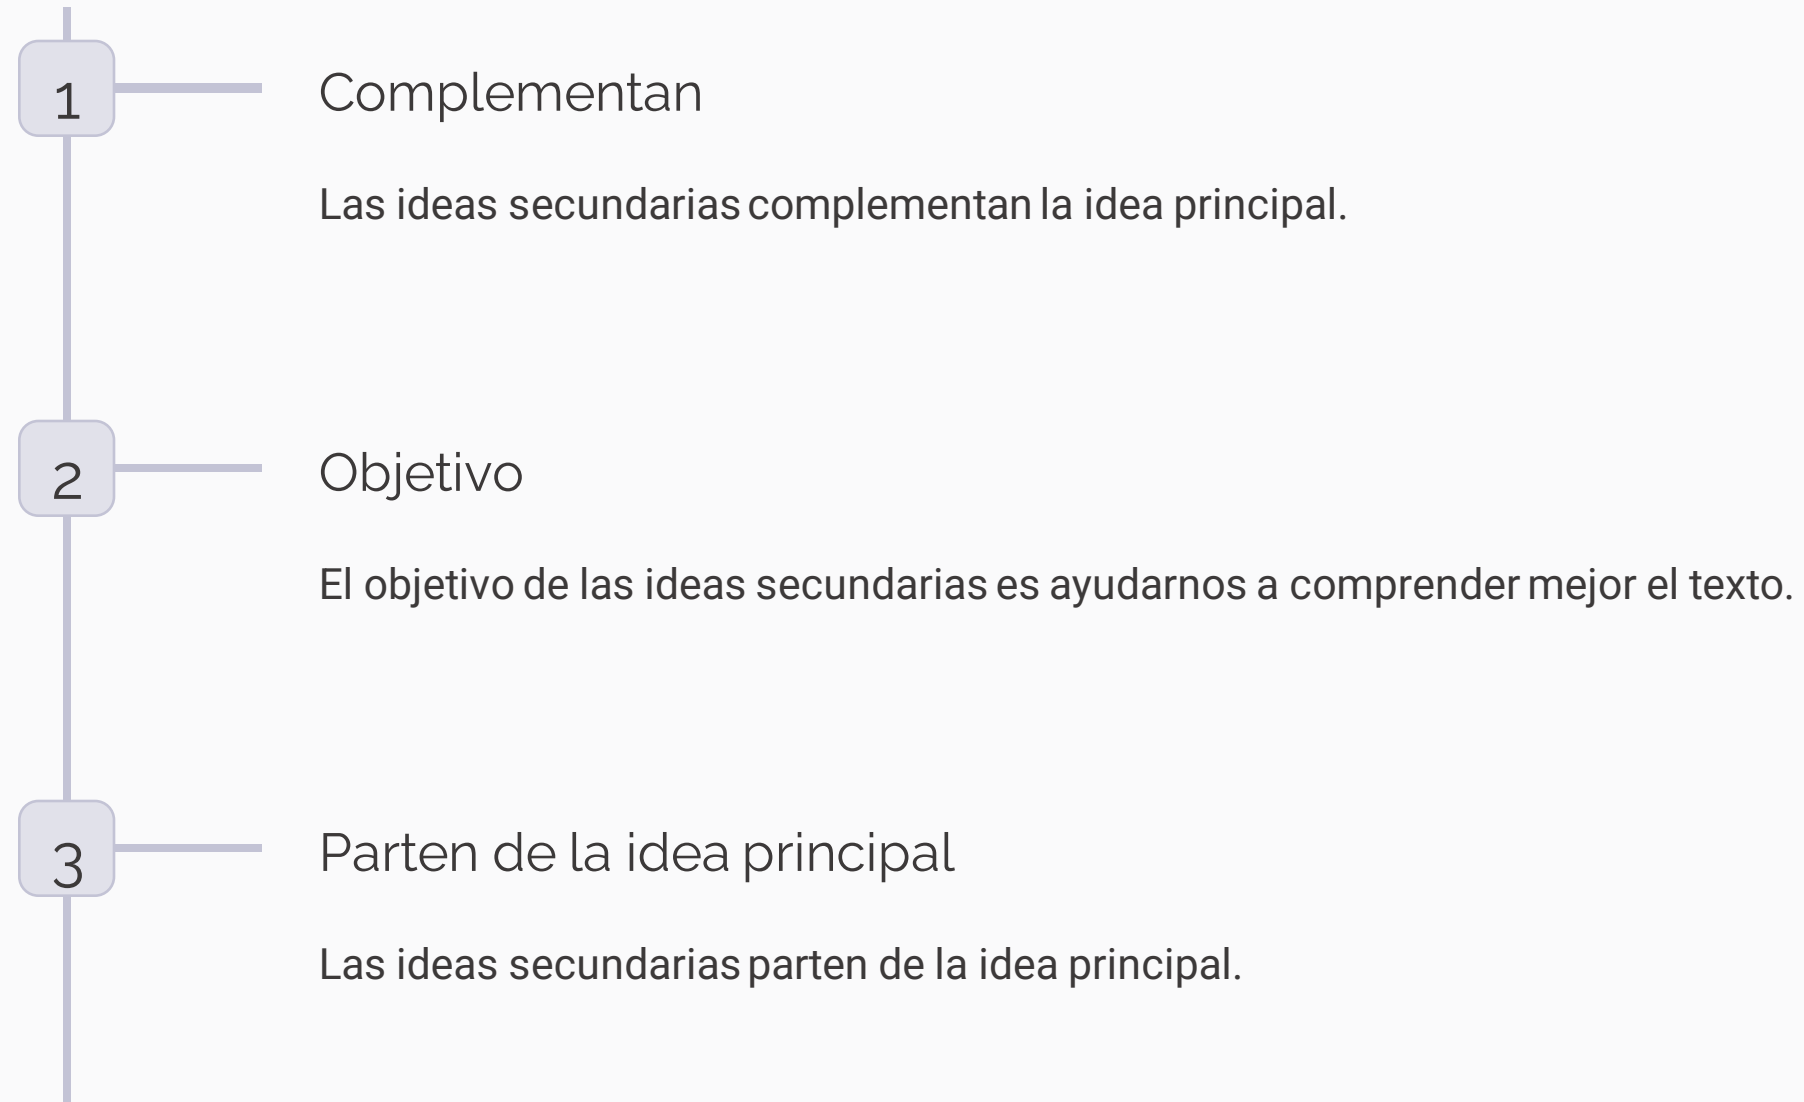 1
Complementan
Las ideas secundarias complementan la idea principal.
2
Objetivo
El objetivo de las ideas secundarias es ayudarnos a comprender mejor el texto.
3
Parten de la idea principal
Las ideas secundarias parten de la idea principal.